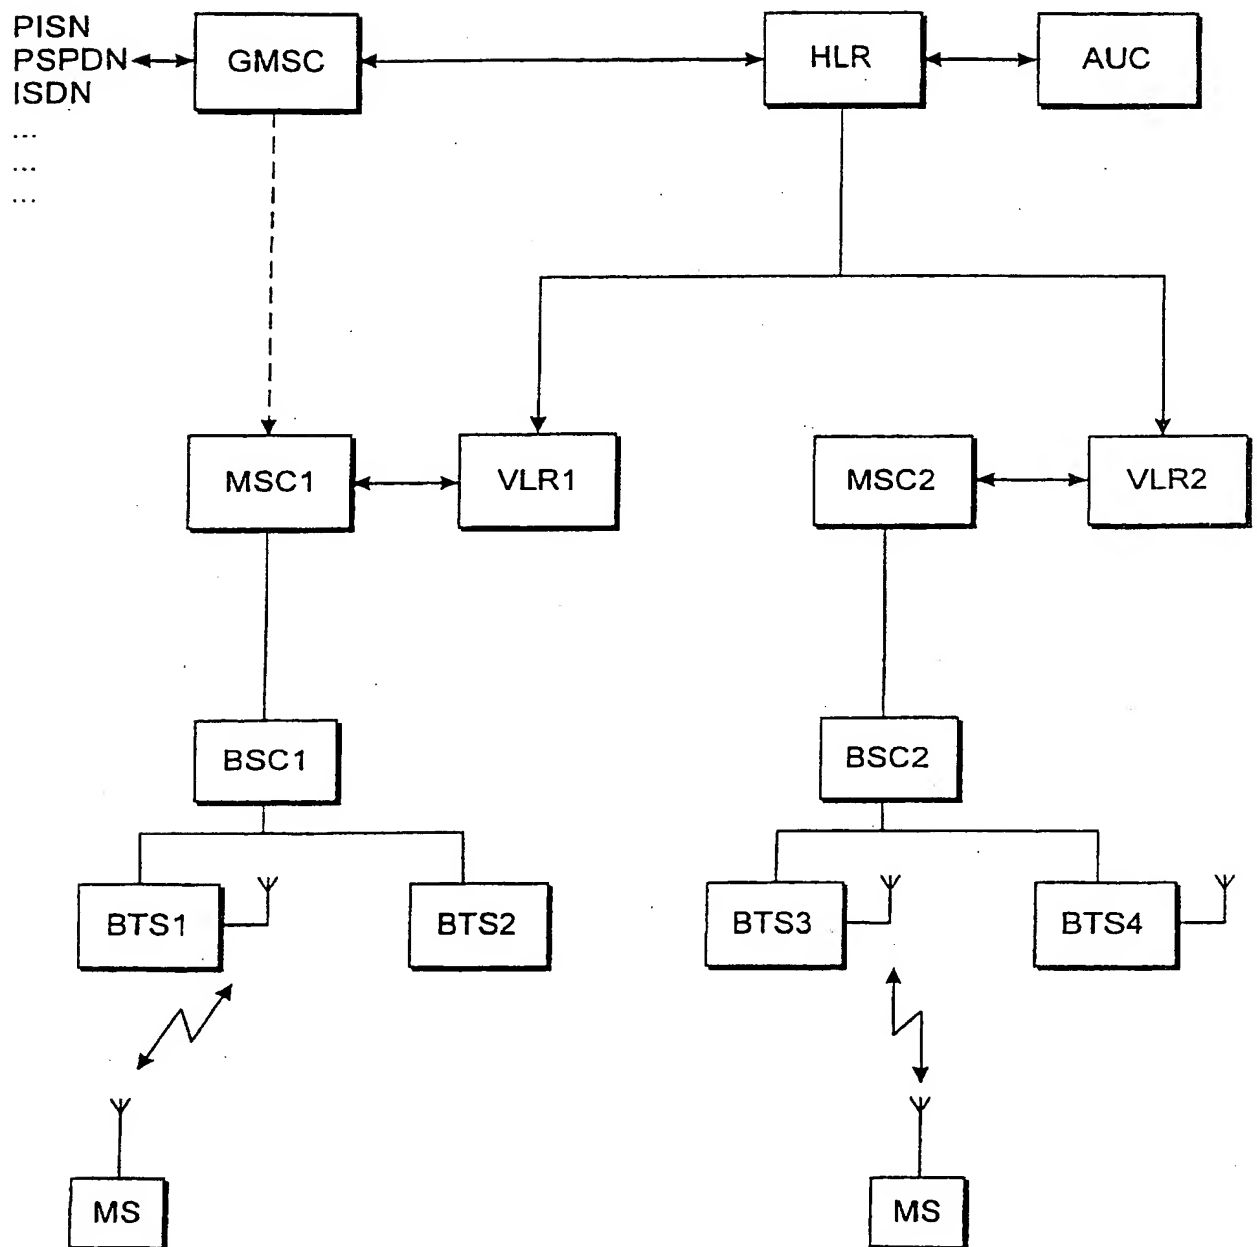 PISN
PSPDN
ISDN
...
...
...
GMSC
HLR
AUC
MSC1
VLR1
MSC2
VLR2
BSC1
BSC2
BTS1
BTS2
BTS3
BTS4
MS
MS